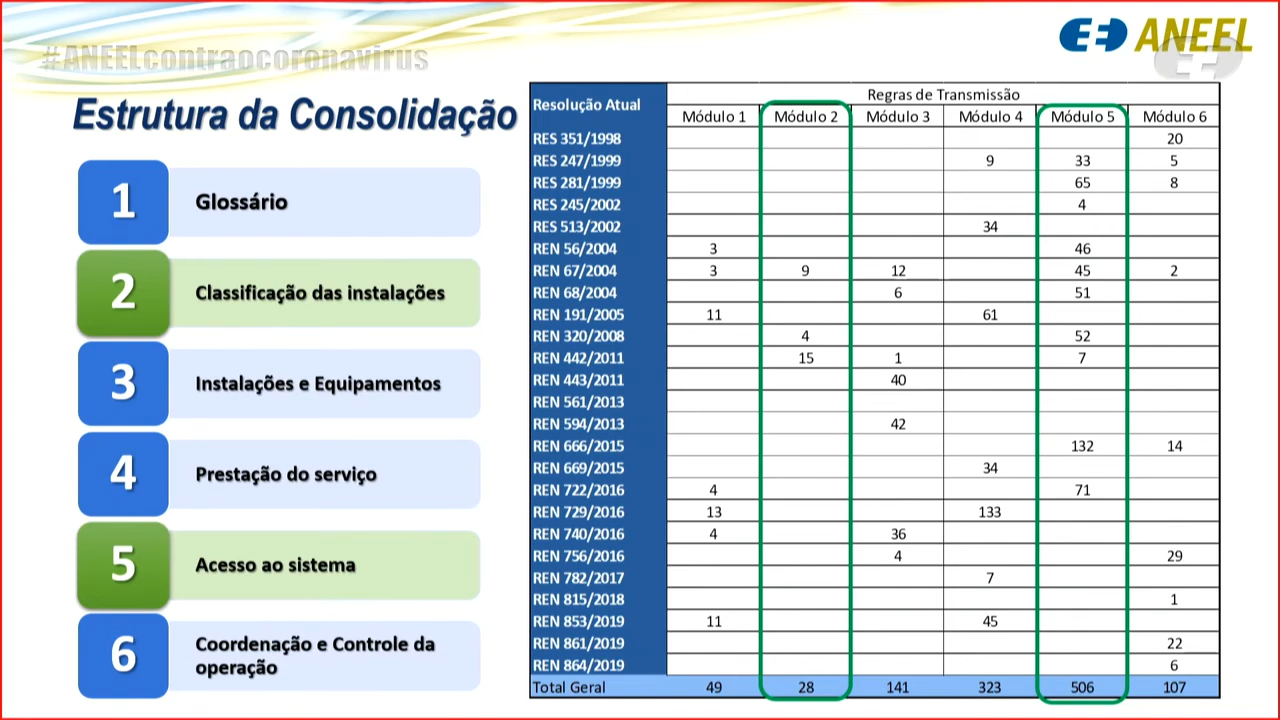 #ANEELcontraocoronavirus
ANEEL
Estrutura da Consolidação
1 Glossário
2 Classificação das instalações
3 Instalações e Equipamentos
4 Prestação do serviço
5 Acesso ao sistema
6 Coordenação e Controle da
operação
Resolução Atual Regras de Transmissão
Módulo 1 Módulo 2 Módulo 3 Módulo 4 Módulo 5 Módulo 6
RES 351/1998 20
RES 247/1999 9 33 5
RES 281/1999 65 8
RES 245/2002 4
RES 513/2002 34
REN 56/2004 3 46
REN 67/2004 3 9 12 45 2
REN 68/2004 6 51
REN 191/2005 11 61
REN 320/2008 4 52
REN 442/2011 15 1 7
REN 443/2011 40
REN 561/2013
REN 594/2013 42
REN 666/2015 132 14
REN 669/2015 34
REN 722/2016 4 71
REN 729/2016 13 133
REN 740/2016 4 36
REN 756/2016 4 29
REN 782/2017 7
REN 815/2018 1
REN 853/2019 11 45
REN 861/2019 22
REN 864/2019 6
Total Geral 49 28 141 323 506 107